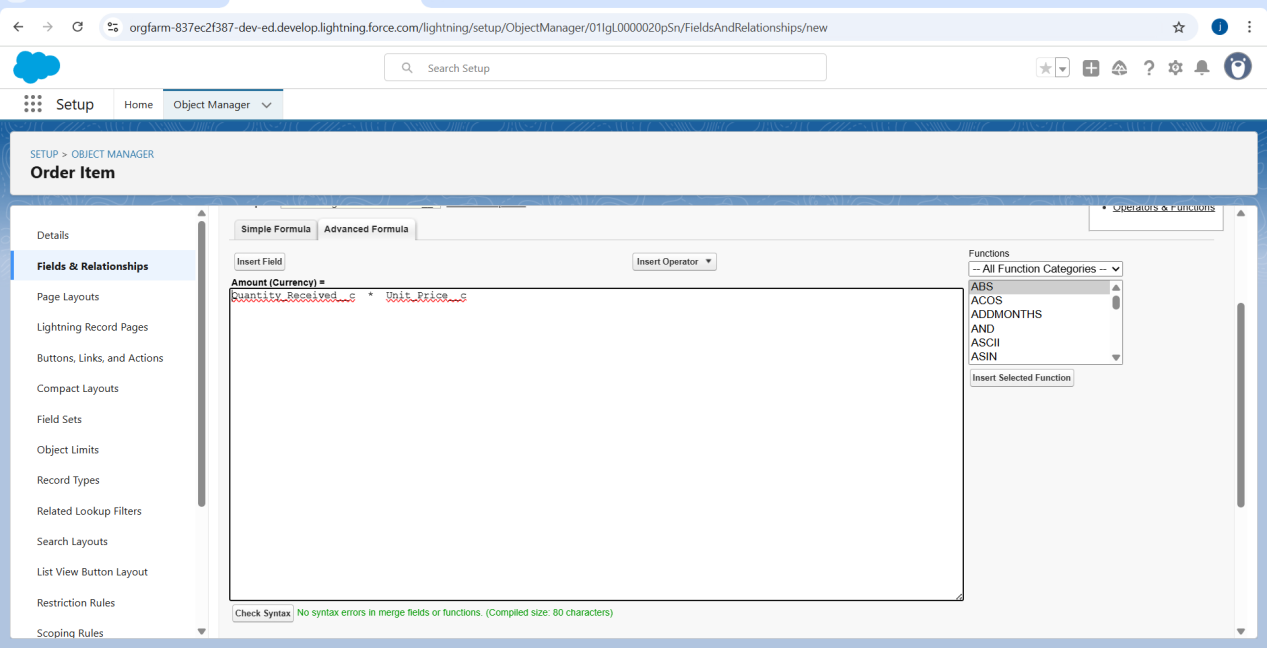 orgfarm-837ec2f387-dev-ed.develop.lightning.force.com/lightning/setup/ObjectManager/01IgL0000020pSn/FieldsAndRelationships/new
j
Search Setup
Setup
Home
Object Manager
SETUP > OBJECT MANAGER
Order Item
Details
Fields & Relationships
Page Layouts
Lightning Record Pages
Buttons, Links, and Actions
Compact Layouts
Field Sets
Object Limits
Record Types
Related Lookup Filters
Search Layouts
List View Button Layout
Restriction Rules
Scoping Rules
• Operators & Functions
Simple Formula
Advanced Formula
Insert Field
Insert Operator
Amount (Currency) =
Quantity_Received__c * Unit_Price__c
Functions
-- All Function Categories --
ABS
ACOS
ADDMONTHS
AND
ASCII
ASIN
Insert Selected Function
Check Syntax
No syntax errors in merge fields or functions. (Compiled size: 80 characters)